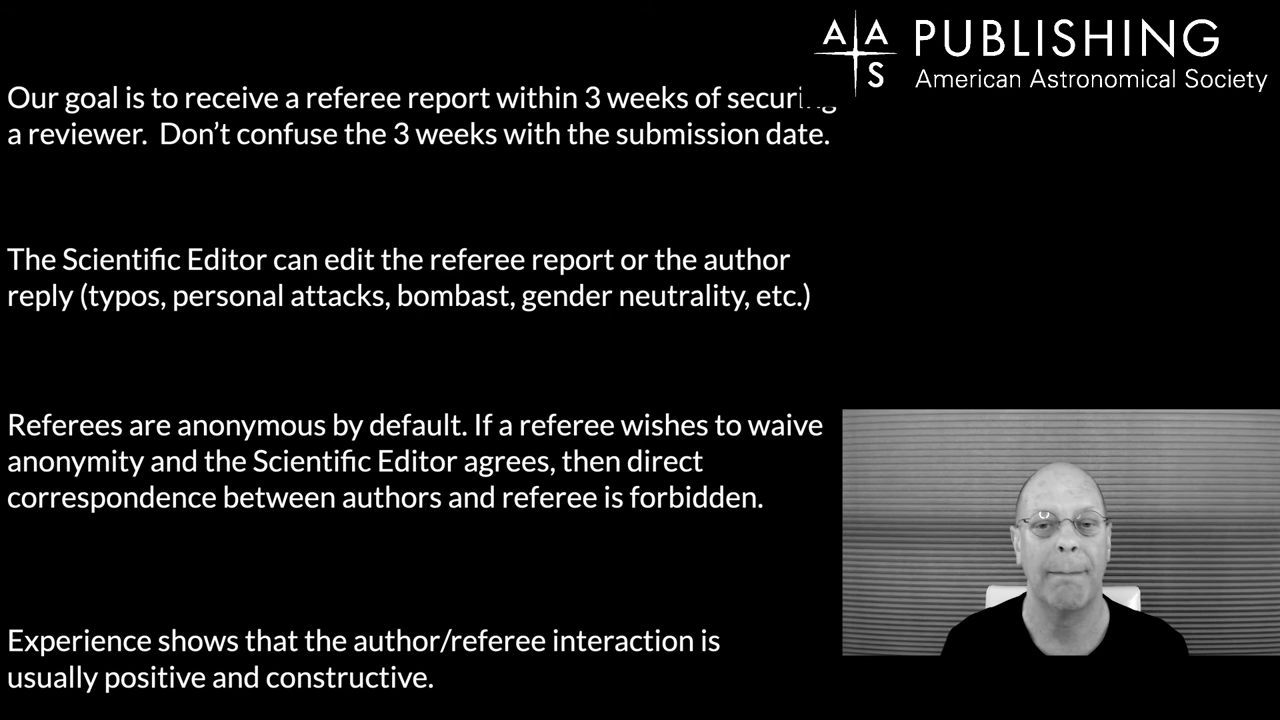 A A
S
PUBLISHING
American Astronomical Society
Our goal is to receive a referee report within 3 weeks of securing
a reviewer. Don’t confuse the 3 weeks with the submission date.
The Scientific Editor can edit the referee report or the author
reply (typos, personal attacks, bombast, gender neutrality, etc.)
Referees are anonymous by default. If a referee wishes to waive
anonymity and the Scientific Editor agrees, then direct
correspondence between authors and referee is forbidden.
Experience shows that the author/referee interaction is
usually positive and constructive.